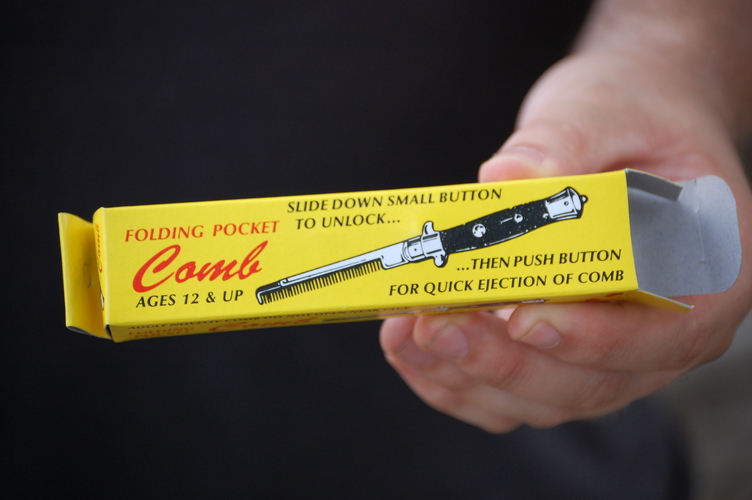 FOLDING POCKET
Comb
AGES 12 & UP
SLIDE DOWN SMALL BUTTON
TO UNLOCK...
...THEN PUSH BUTTON
FOR QUICK EJECTION OF COMB
Comb